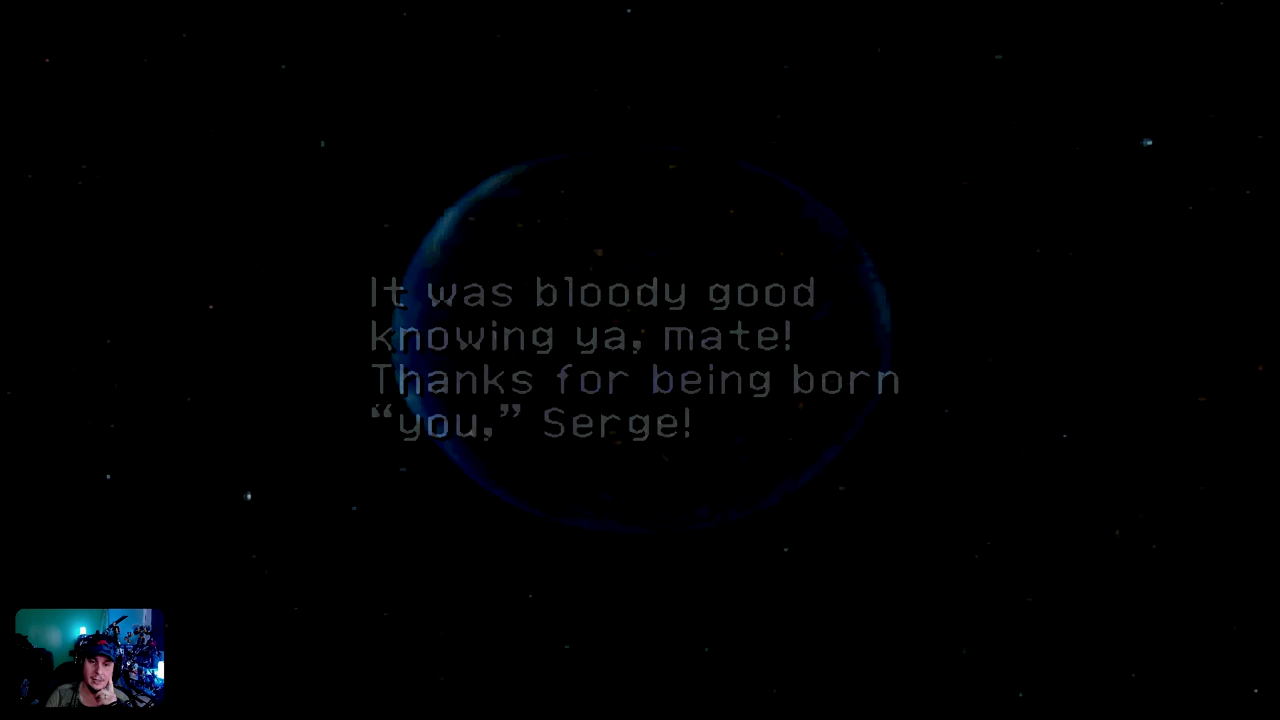 It was bloody good
knowing ya, mate!
Thanks for being born
“you,” Serge!